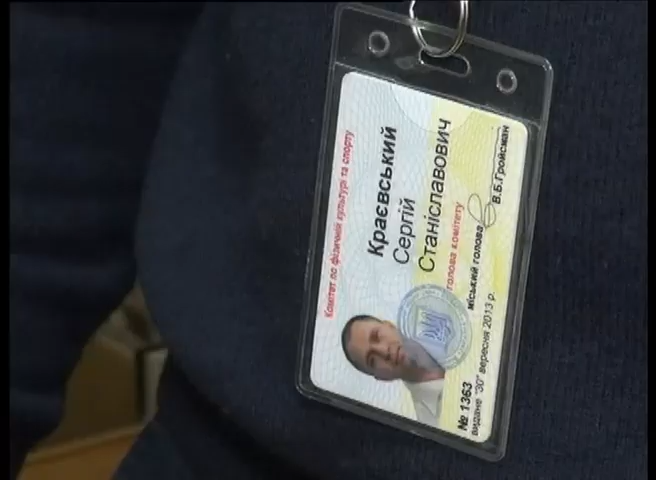 Комітет по фізичній культурі та спорту
Краєвський
Сергій
Станіславович
голова комітету
міський голова В.Б.Гройсман
№ 1363
видане "30" вересня 2013 р.